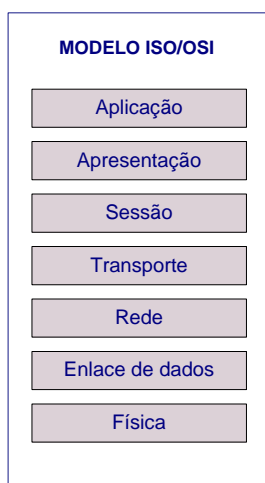 MODELO ISO/OSI
Aplicação
Apresentação
Sessão
Transporte
Rede
Enlace de dados
Física